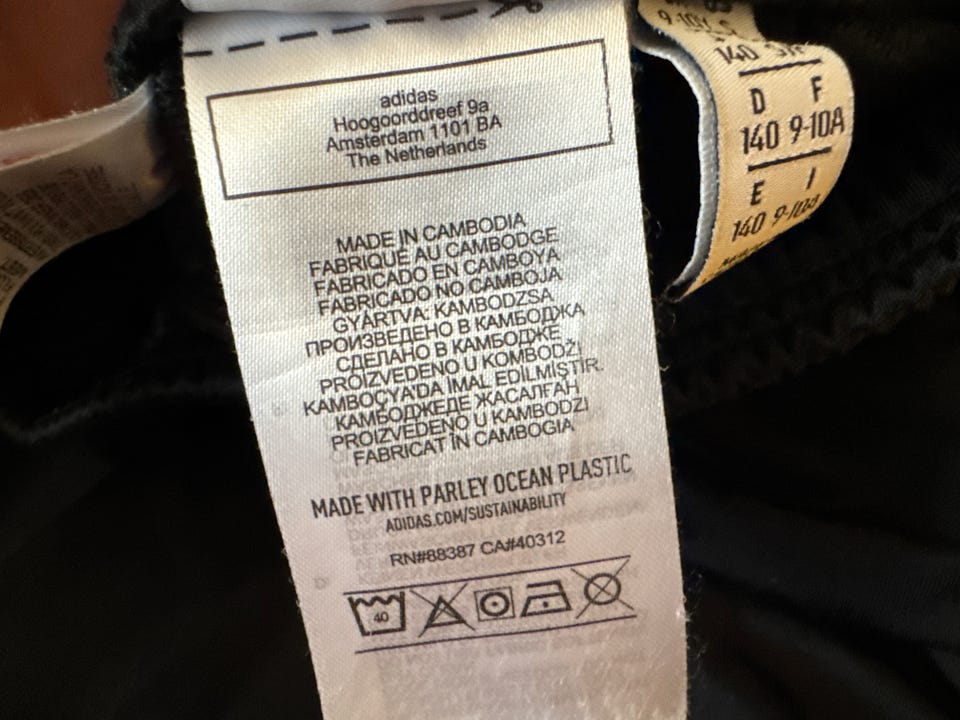 adidas
Hoogoorddreef 9a
Amsterdam 1101 BA
The Netherlands
MADE IN CAMBODIA
FABRIQUÉ AU CAMBODGE
FABRICADO EN CAMBOYA
FABRICADO NO CAMBOJA
GYÁRTVA: KAMBODZSA
ПРОИЗВЕДЕНО В КАМБОДЖА
СДЕЛАНО В КАМБОДЖЕ
PROIZVEDENO U KOMBODŽI
KAMBOÇYA'DA İMAL EDİLMİŞTİR.
КАМБОДЖЕДЕ ЖАСАЛҒАН
PROIZVEDENO U KAMBODŽI
FABRICAT ÎN CAMBOGIA
MADE WITH PARLEY OCEAN PLASTIC
ADIDAS.COM/SUSTAINABILITY
RN#88387 CA#40312
40
140
D F
140 9-10A
E I
140 9-10A